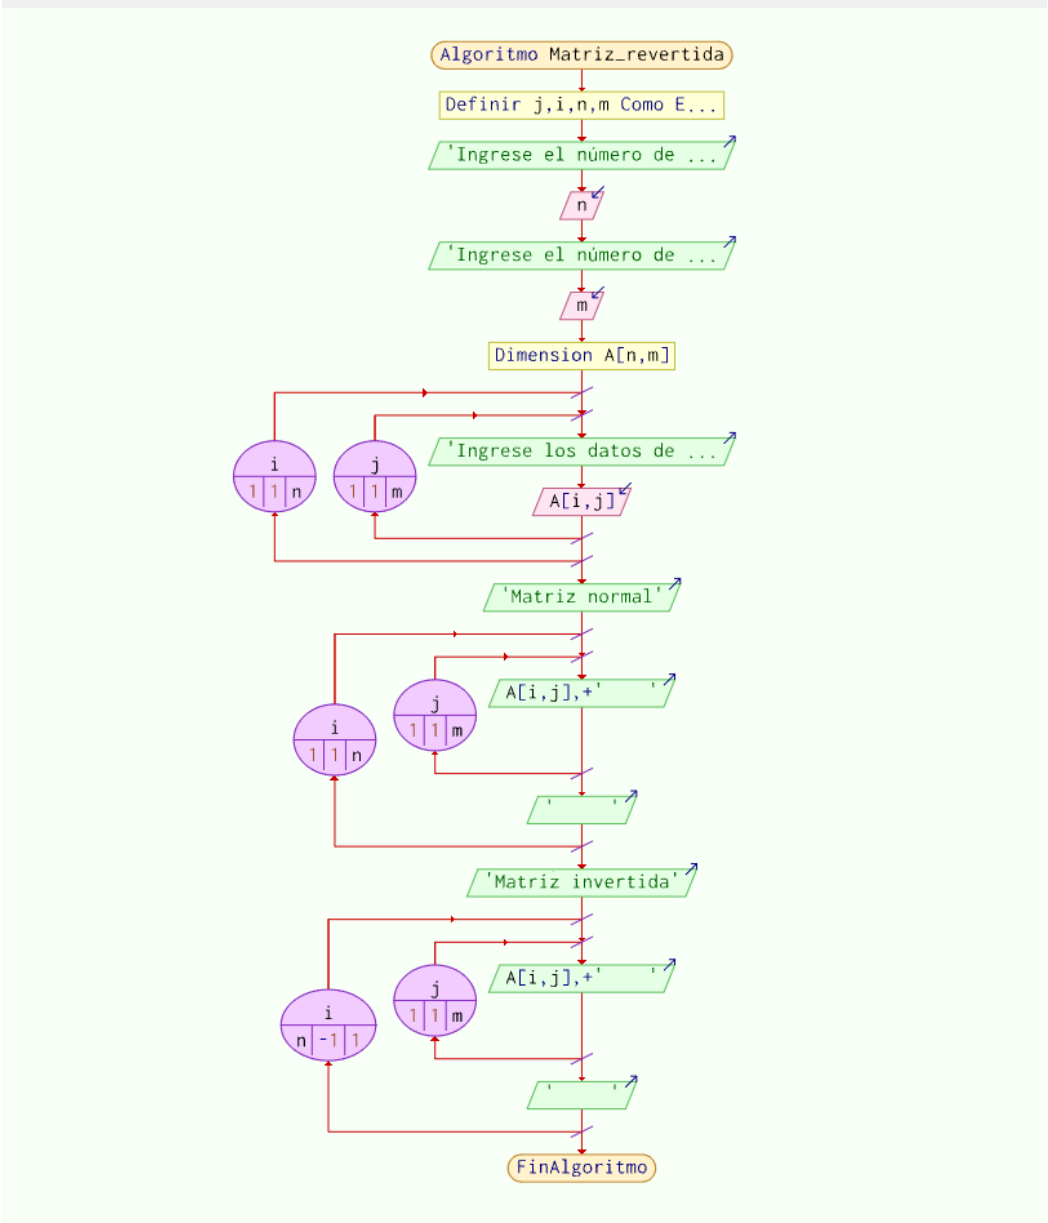 Algoritmo Matriz_revertida
Definir j,i,n,m Como E...
'Ingrese el número de ...
n
'Ingrese el número de ...
m
Dimension A[n,m]
i
1 1 n
j
1 1 m
'Ingrese los datos de ...
A[i,j]
'Matriz normal'
i
1 1 n
j
1 1 m
A[i,j],+'    '
'    '
'Matriz invertida'
i
n -1 1
j
1 1 m
A[i,j],+'    '
'    '
FinAlgoritmo